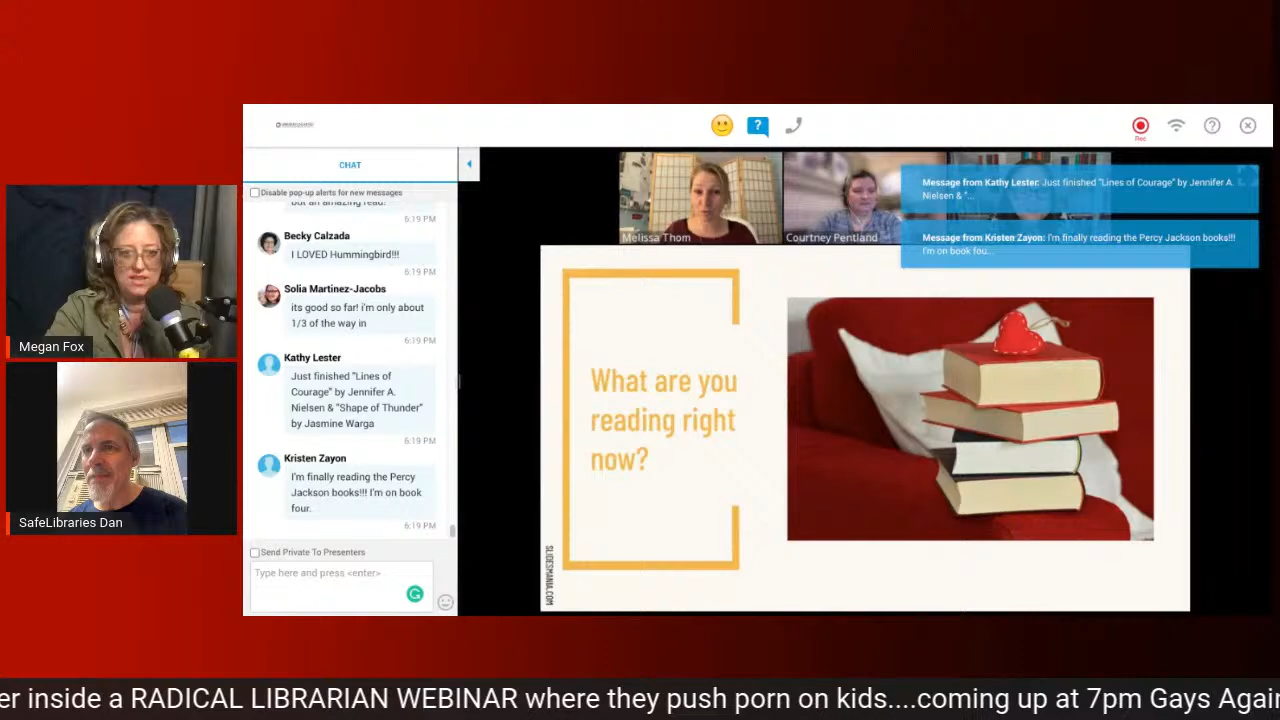 CHAT
Rec
Disable pop-up alerts for new messages
but an amazing read!
6:19 PM
Becky Calzada
I LOVED Hummingbird!!!
6:19 PM
Solia Martinez-Jacobs
its good so far! i'm only about
1/3 of the way in
6:19 PM
Kathy Lester
Just finished "Lines of
Courage" by Jennifer A.
Nielsen & "Shape of Thunder"
by Jasmine Warga
6:19 PM
Kristen Zayon
I'm finally reading the Percy
Jackson books!!! I'm on book
four.
6:19 PM
Send Private To Presenters
Type here and press <enter>
Melissa Thom
Courtney Pentland
Message from Kathy Lester: Just finished "Lines of Courage" by Jennifer A.
Nielsen & "...
Message from Kristen Zayon: I'm finally reading the Percy Jackson books!!!
I'm on book fou...
What are you
reading right
now?
SLIDESMANIA.COM
Megan Fox
SafeLibraries Dan
er inside a RADICAL LIBRARIAN WEBINAR where they push porn on kids....coming up at 7pm Gays Agai